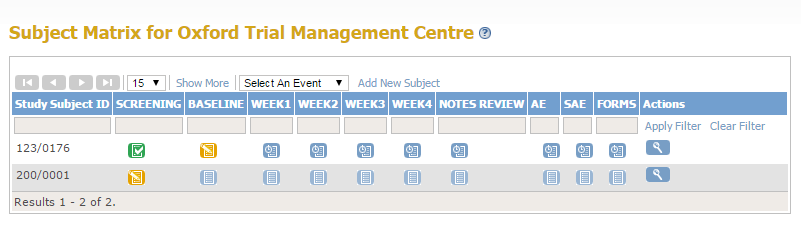 Subject Matrix for Oxford Trial Management Centre ?
15 Show More Select An Event Add New Subject
Study Subject ID SCREENING BASELINE WEEK1 WEEK2 WEEK3 WEEK4 NOTES REVIEW AE SAE FORMS Actions
Apply Filter Clear Filter
123/0176
200/0001
Results 1 - 2 of 2.